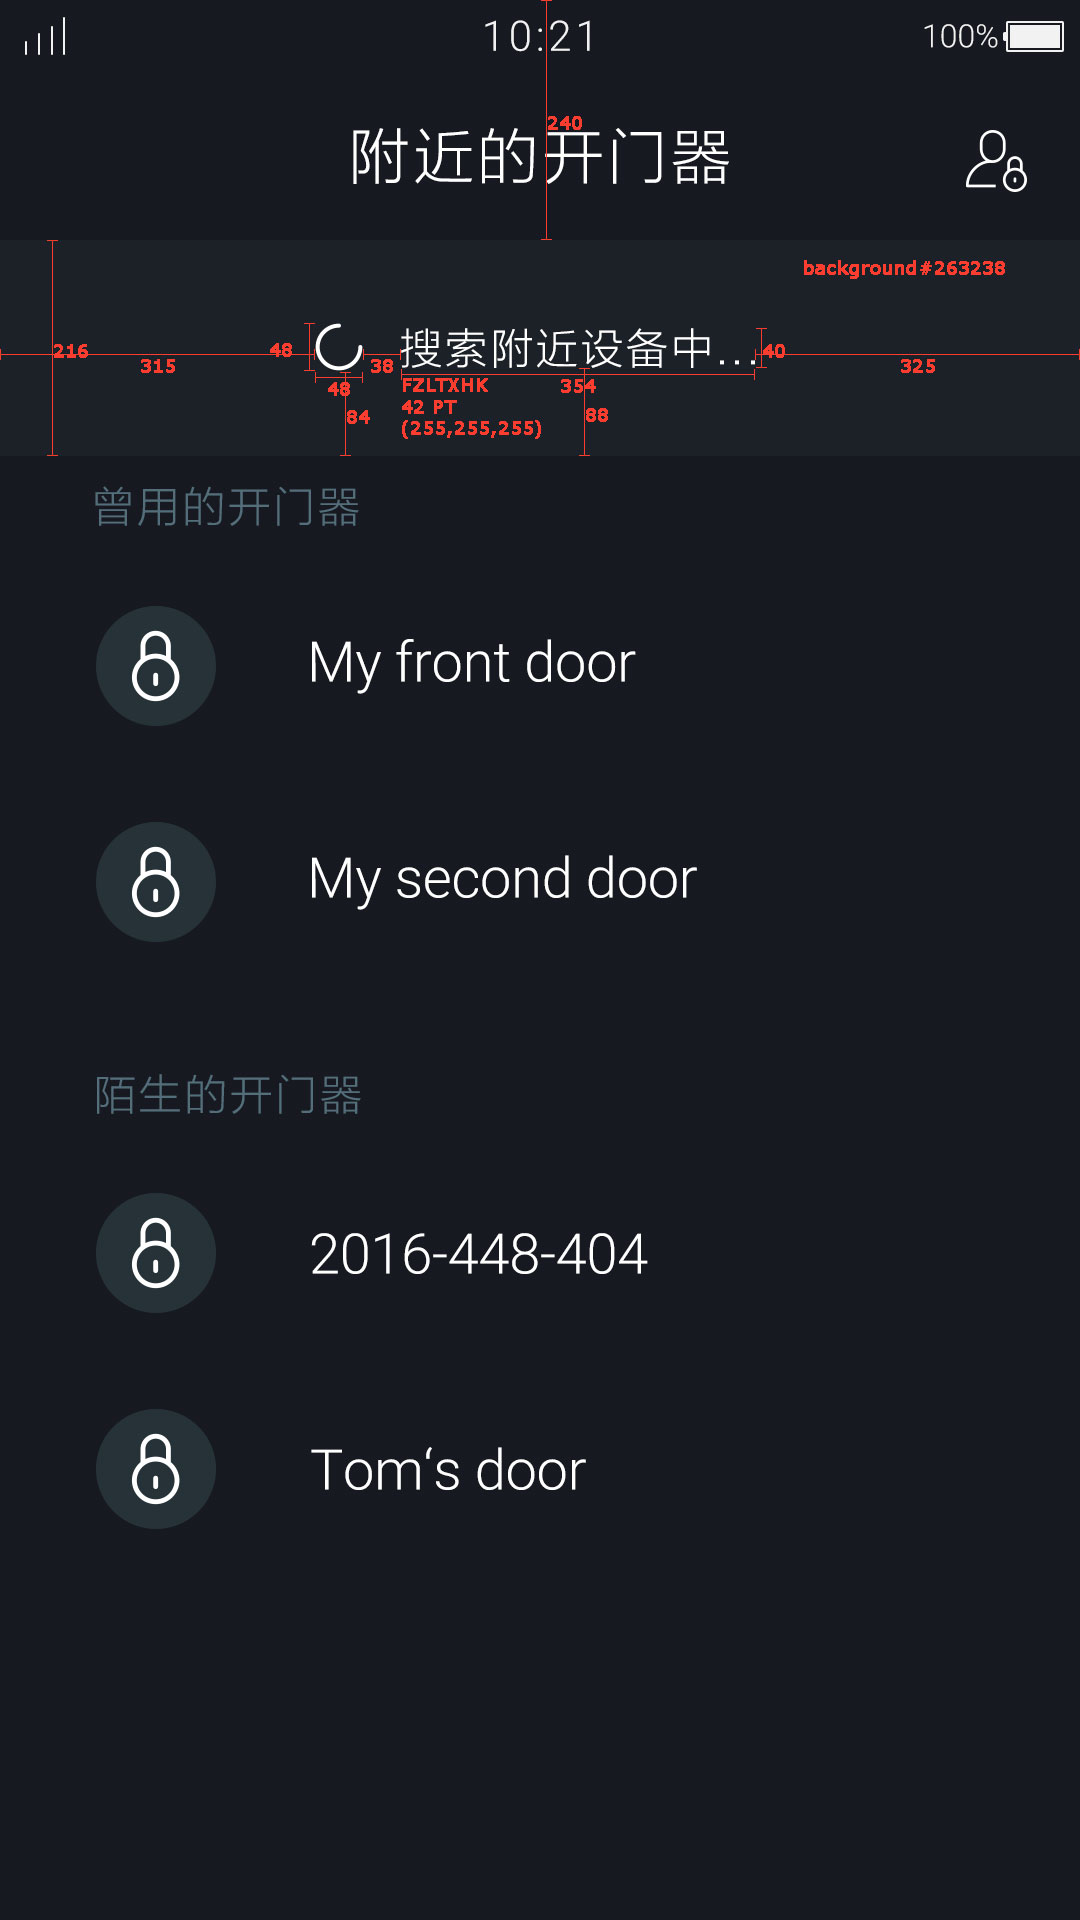 10:21
100%
240
附近的开门器
background#263238
216
315
48
搜索附近设备中...
40
38
325
48
FZLTXHK
354
42 PT
84
88
(255,255,255)
曾用的开门器
My front door
My second door
陌生的开门器
2016-448-404
Tom‘s door